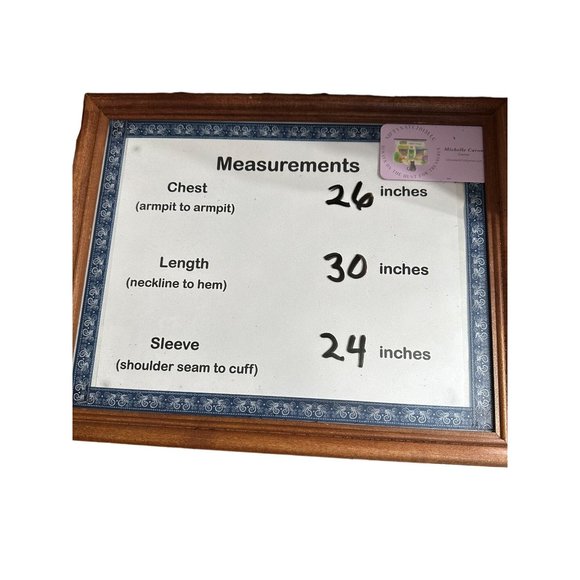 Measurements
Chest 26 inches
(armpit to armpit)
Length 30 inches
(neckline to hem)
Sleeve 24 inches
(shoulder seam to cuff)
Michelle